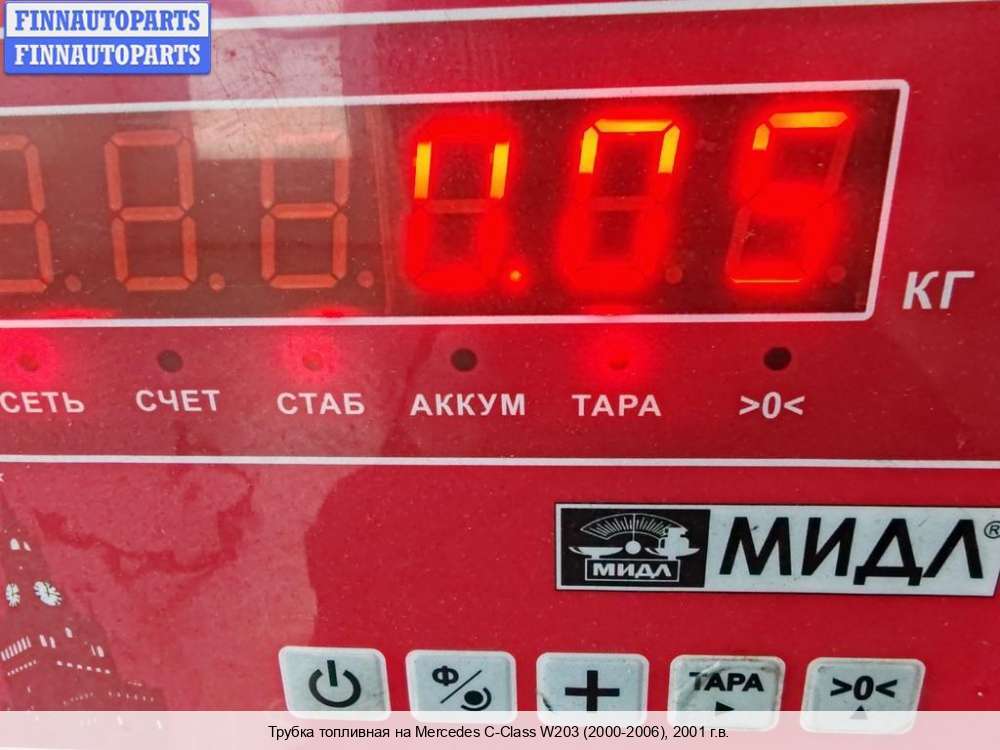 FINNAUTOPARTS
FINNAUTOPARTS
0.05
КГ
СЕТЬ СЧЕТ СТАБ АККУМ ТАРА >0<
МИДЛ
МИДЛ®
Ф
+ ТАРА >0<
Трубка топливная на Mercedes C-Class W203 (2000-2006), 2001 г.в.